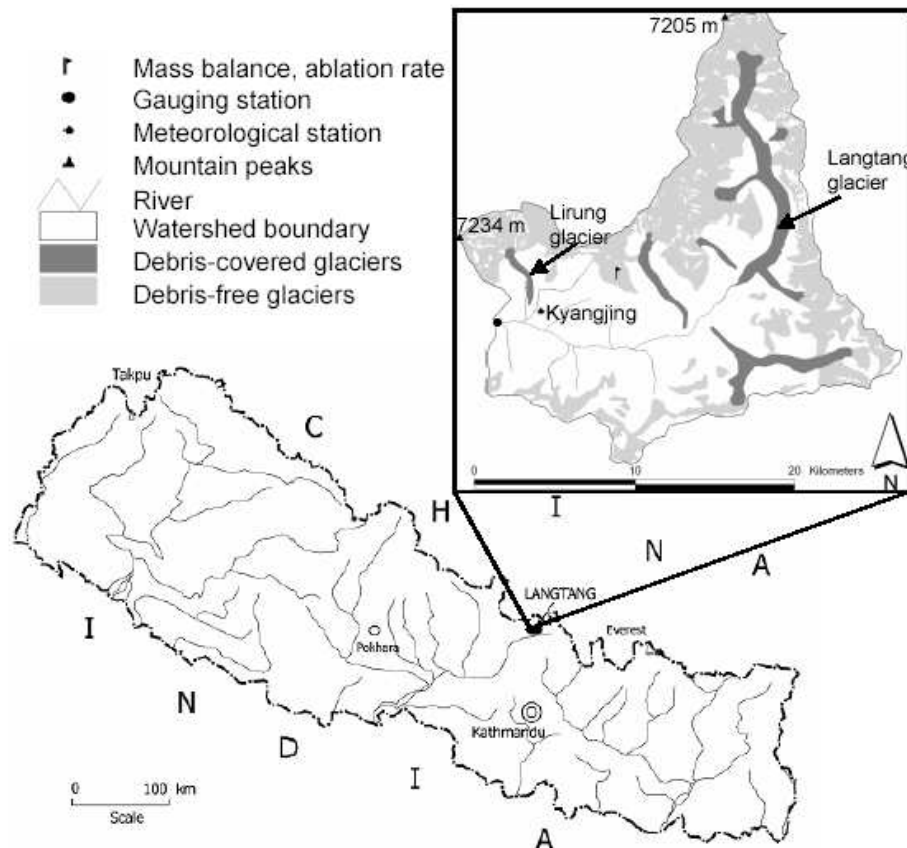 Mass balance, ablation rate
Gauging station
Meteorological station
Mountain peaks
River
Watershed boundary
Debris-covered glaciers
Debris-free glaciers
7205 m
Langtang
glacier
Lirung
glacier
7234 m
Kyangjing
0 10 20 Kilometers
N
Takpu
C
H
I
N
A
LANGTANG
Everest
Pokhara
Kathmandu
I
N
D
I
A
0 100 km
Scale